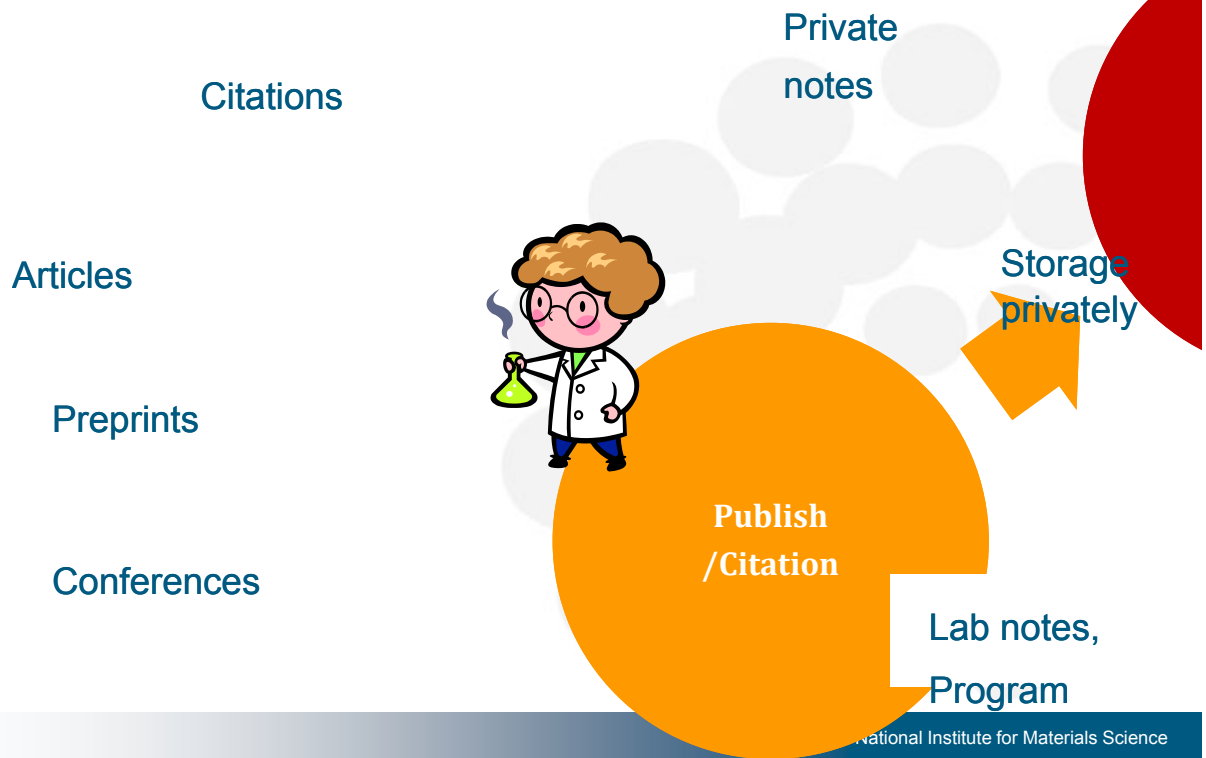 Private
notes
Citations
Storage
privately
Articles
Preprints
Publish
/Citation
Conferences
Lab notes,
Program
National Institute for Materials Science